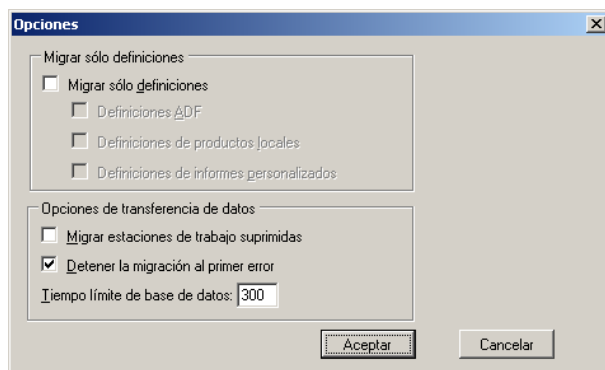 Opciones
Migrar sólo definiciones
Migrar sólo definiciones
Definiciones ADF
Definiciones de productos locales
Definiciones de informes personalizados
Opciones de transferencia de datos
Migrar estaciones de trabajo suprimidas
Detener la migración al primer error
Tiempo límite de base de datos: 300
Aceptar Cancelar